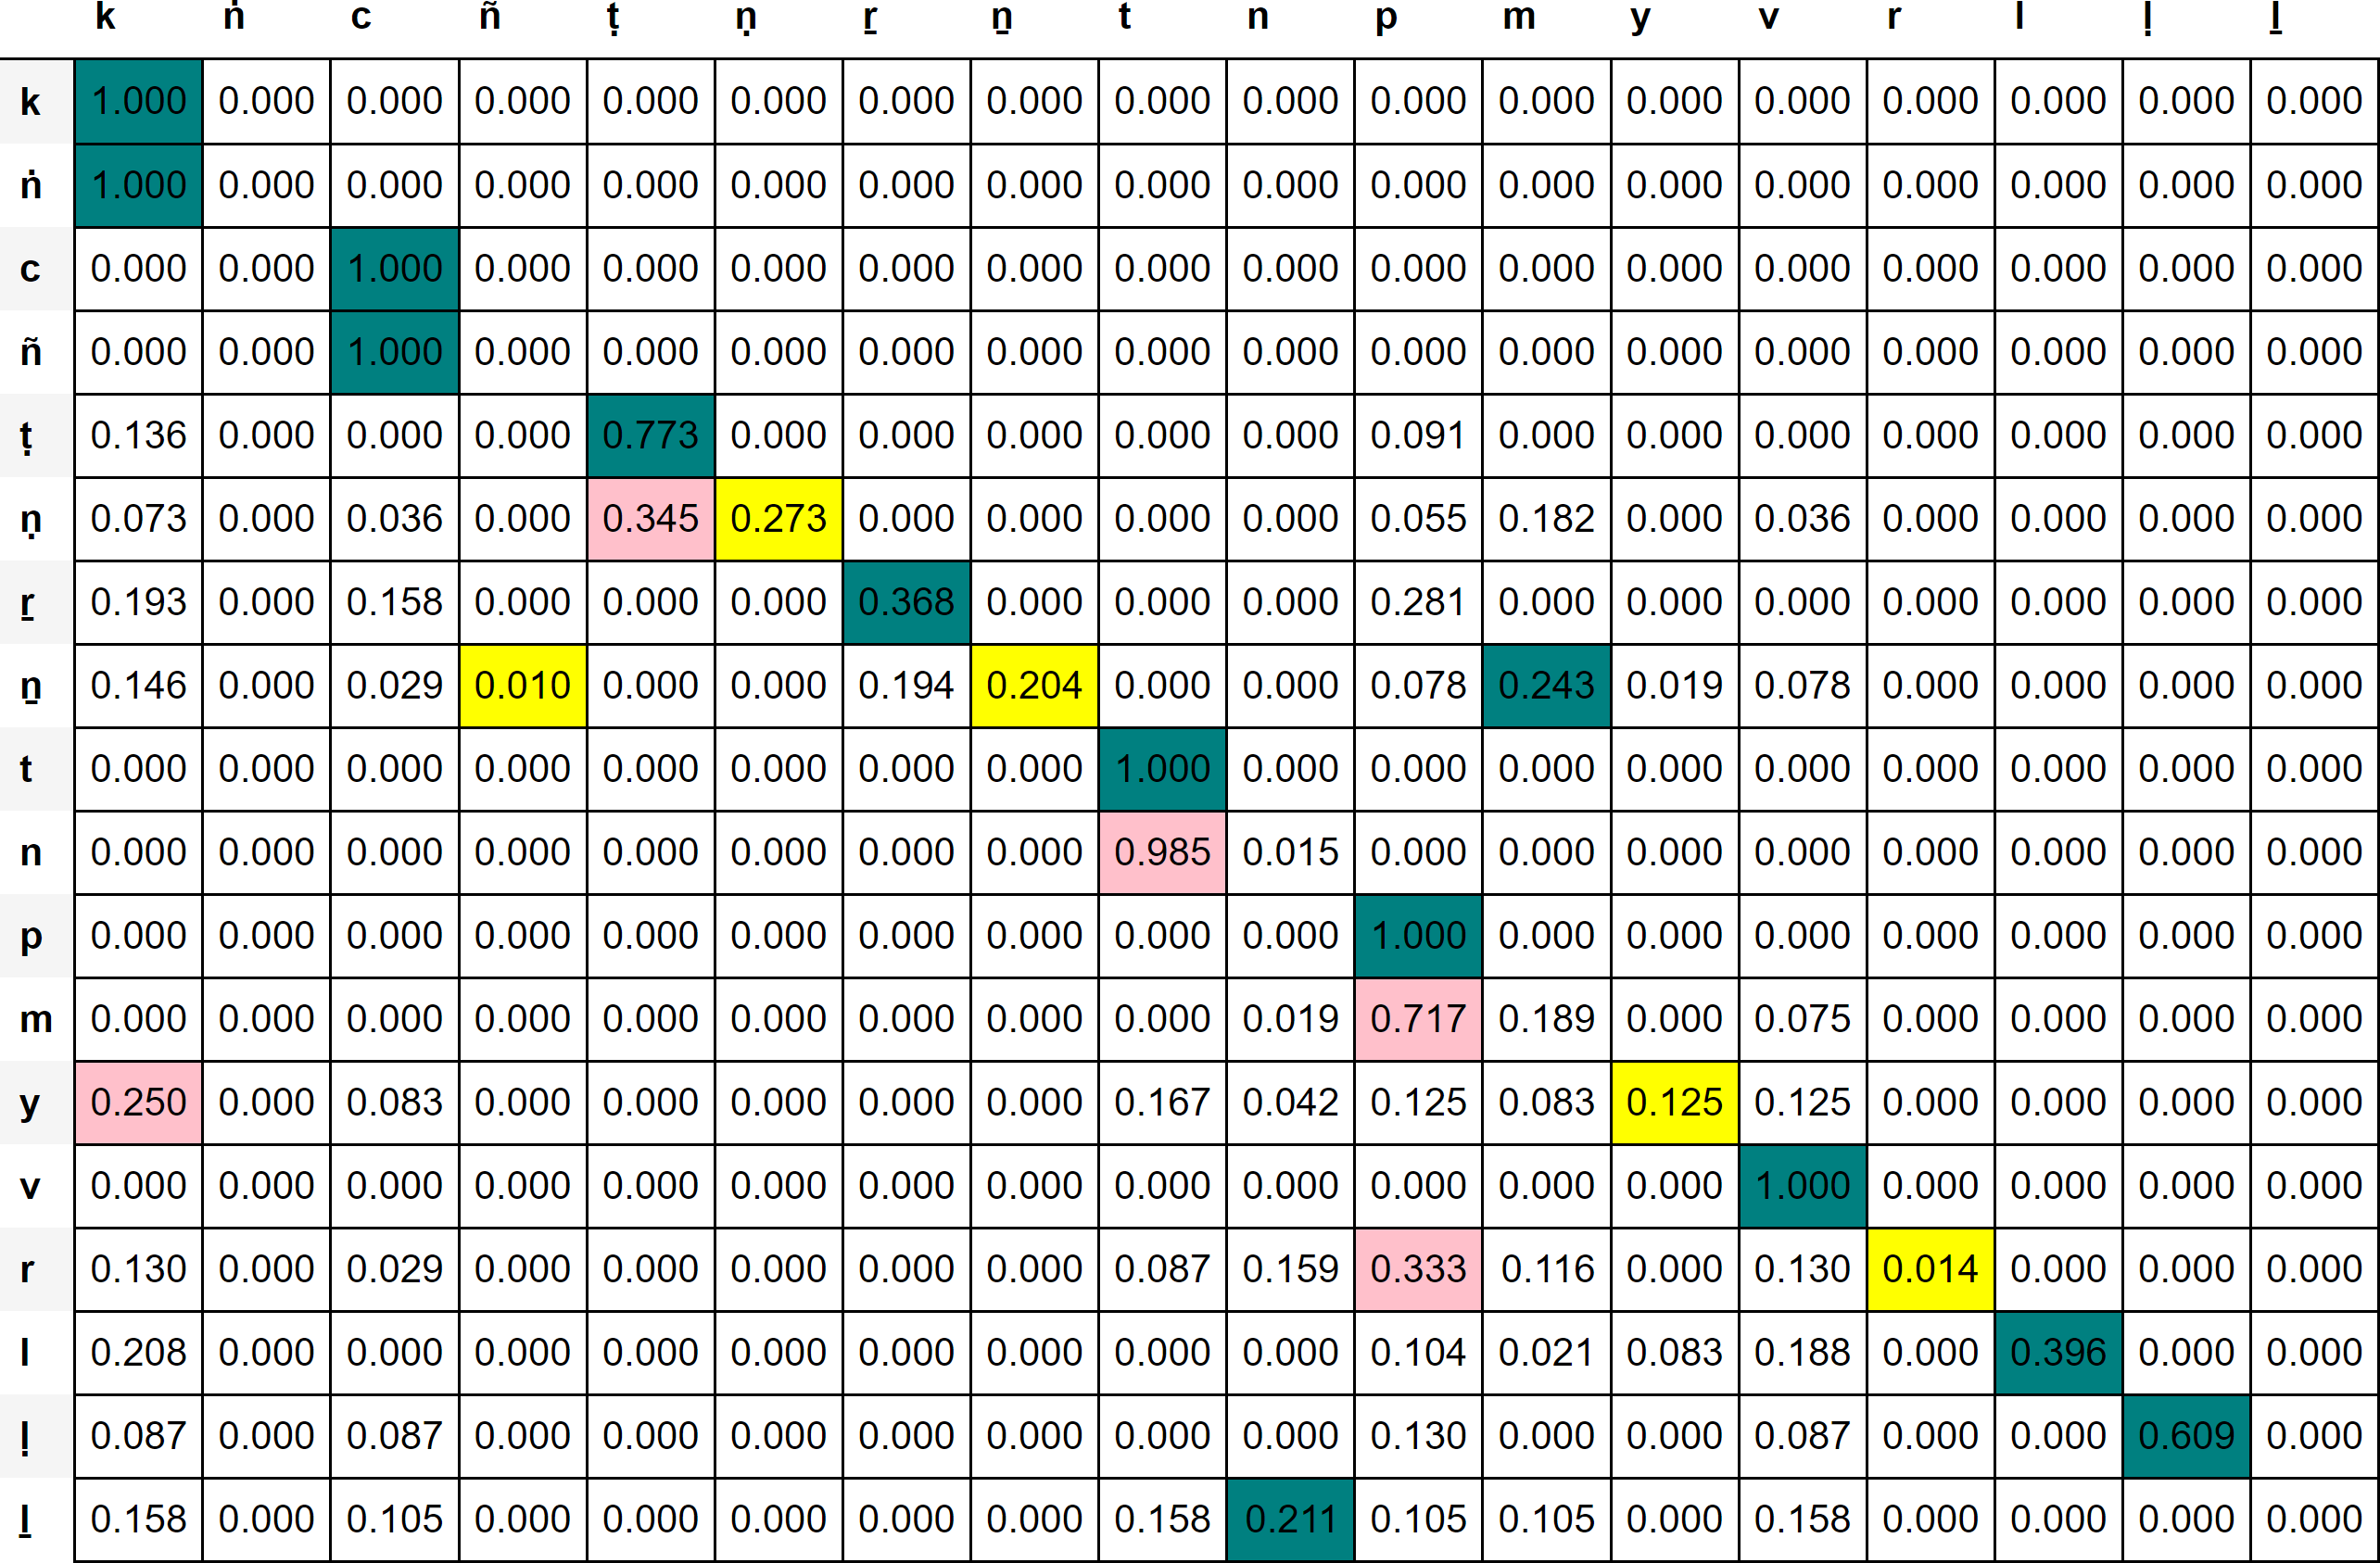 k ṅ c ñ ṭ ṇ ṟ ṉ t n p m y v r l ḷ ḻ
k 1.000 0.000 0.000 0.000 0.000 0.000 0.000 0.000 0.000 0.000 0.000 0.000 0.000 0.000 0.000 0.000 0.000 0.000
ṅ 1.000 0.000 0.000 0.000 0.000 0.000 0.000 0.000 0.000 0.000 0.000 0.000 0.000 0.000 0.000 0.000 0.000 0.000
c 0.000 0.000 1.000 0.000 0.000 0.000 0.000 0.000 0.000 0.000 0.000 0.000 0.000 0.000 0.000 0.000 0.000 0.000
ñ 0.000 0.000 1.000 0.000 0.000 0.000 0.000 0.000 0.000 0.000 0.000 0.000 0.000 0.000 0.000 0.000 0.000 0.000
ṭ 0.136 0.000 0.000 0.000 0.773 0.000 0.000 0.000 0.000 0.000 0.091 0.000 0.000 0.000 0.000 0.000 0.000 0.000
ṇ 0.073 0.000 0.036 0.000 0.345 0.273 0.000 0.000 0.000 0.000 0.055 0.182 0.000 0.036 0.000 0.000 0.000 0.000
ṟ 0.193 0.000 0.158 0.000 0.000 0.000 0.368 0.000 0.000 0.000 0.281 0.000 0.000 0.000 0.000 0.000 0.000 0.000
ṉ 0.146 0.000 0.029 0.010 0.000 0.000 0.194 0.204 0.000 0.000 0.078 0.243 0.019 0.078 0.000 0.000 0.000 0.000
t 0.000 0.000 0.000 0.000 0.000 0.000 0.000 0.000 1.000 0.000 0.000 0.000 0.000 0.000 0.000 0.000 0.000 0.000
n 0.000 0.000 0.000 0.000 0.000 0.000 0.000 0.000 0.985 0.015 0.000 0.000 0.000 0.000 0.000 0.000 0.000 0.000
p 0.000 0.000 0.000 0.000 0.000 0.000 0.000 0.000 0.000 0.000 1.000 0.000 0.000 0.000 0.000 0.000 0.000 0.000
m 0.000 0.000 0.000 0.000 0.000 0.000 0.000 0.000 0.000 0.019 0.717 0.189 0.000 0.075 0.000 0.000 0.000 0.000
y 0.250 0.000 0.083 0.000 0.000 0.000 0.000 0.000 0.167 0.042 0.125 0.083 0.125 0.125 0.000 0.000 0.000 0.000
v 0.000 0.000 0.000 0.000 0.000 0.000 0.000 0.000 0.000 0.000 0.000 0.000 0.000 1.000 0.000 0.000 0.000 0.000
r 0.130 0.000 0.029 0.000 0.000 0.000 0.000 0.000 0.087 0.159 0.333 0.116 0.000 0.130 0.014 0.000 0.000 0.000
l 0.208 0.000 0.000 0.000 0.000 0.000 0.000 0.000 0.000 0.000 0.104 0.021 0.083 0.188 0.000 0.396 0.000 0.000
ḷ 0.087 0.000 0.087 0.000 0.000 0.000 0.000 0.000 0.000 0.000 0.130 0.000 0.000 0.087 0.000 0.000 0.609 0.000
ḻ 0.158 0.000 0.105 0.000 0.000 0.000 0.000 0.000 0.158 0.211 0.105 0.105 0.000 0.158 0.000 0.000 0.000 0.000